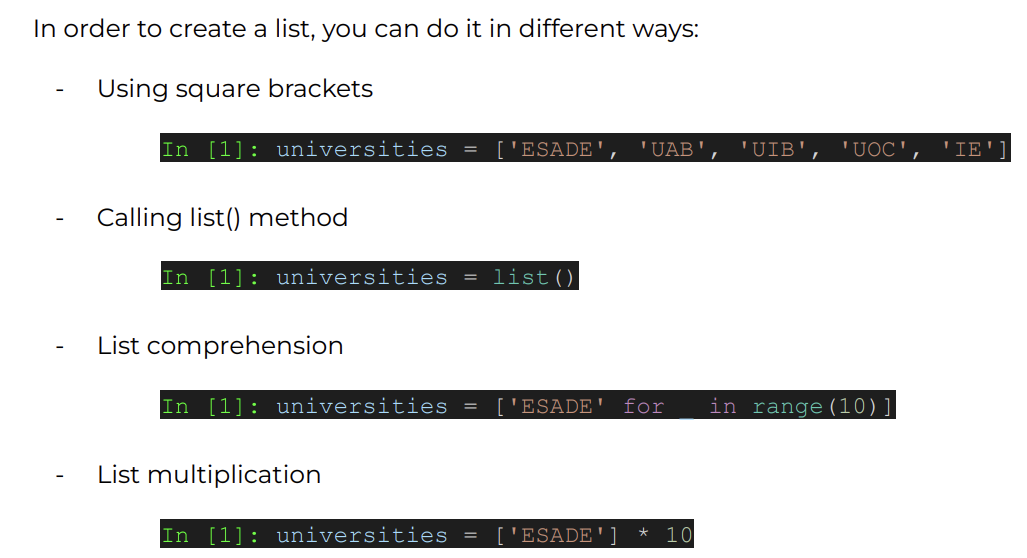 In order to create a list, you can do it in different ways:
- Using square brackets
In [1]: universities = ['ESADE', 'UAB', 'UIB', 'UOC', 'IE']
- Calling list() method
In [1]: universities = list()
- List comprehension
In [1]: universities = ['ESADE' for _ in range(10)]
- List multiplication
In [1]: universities = ['ESADE'] * 10